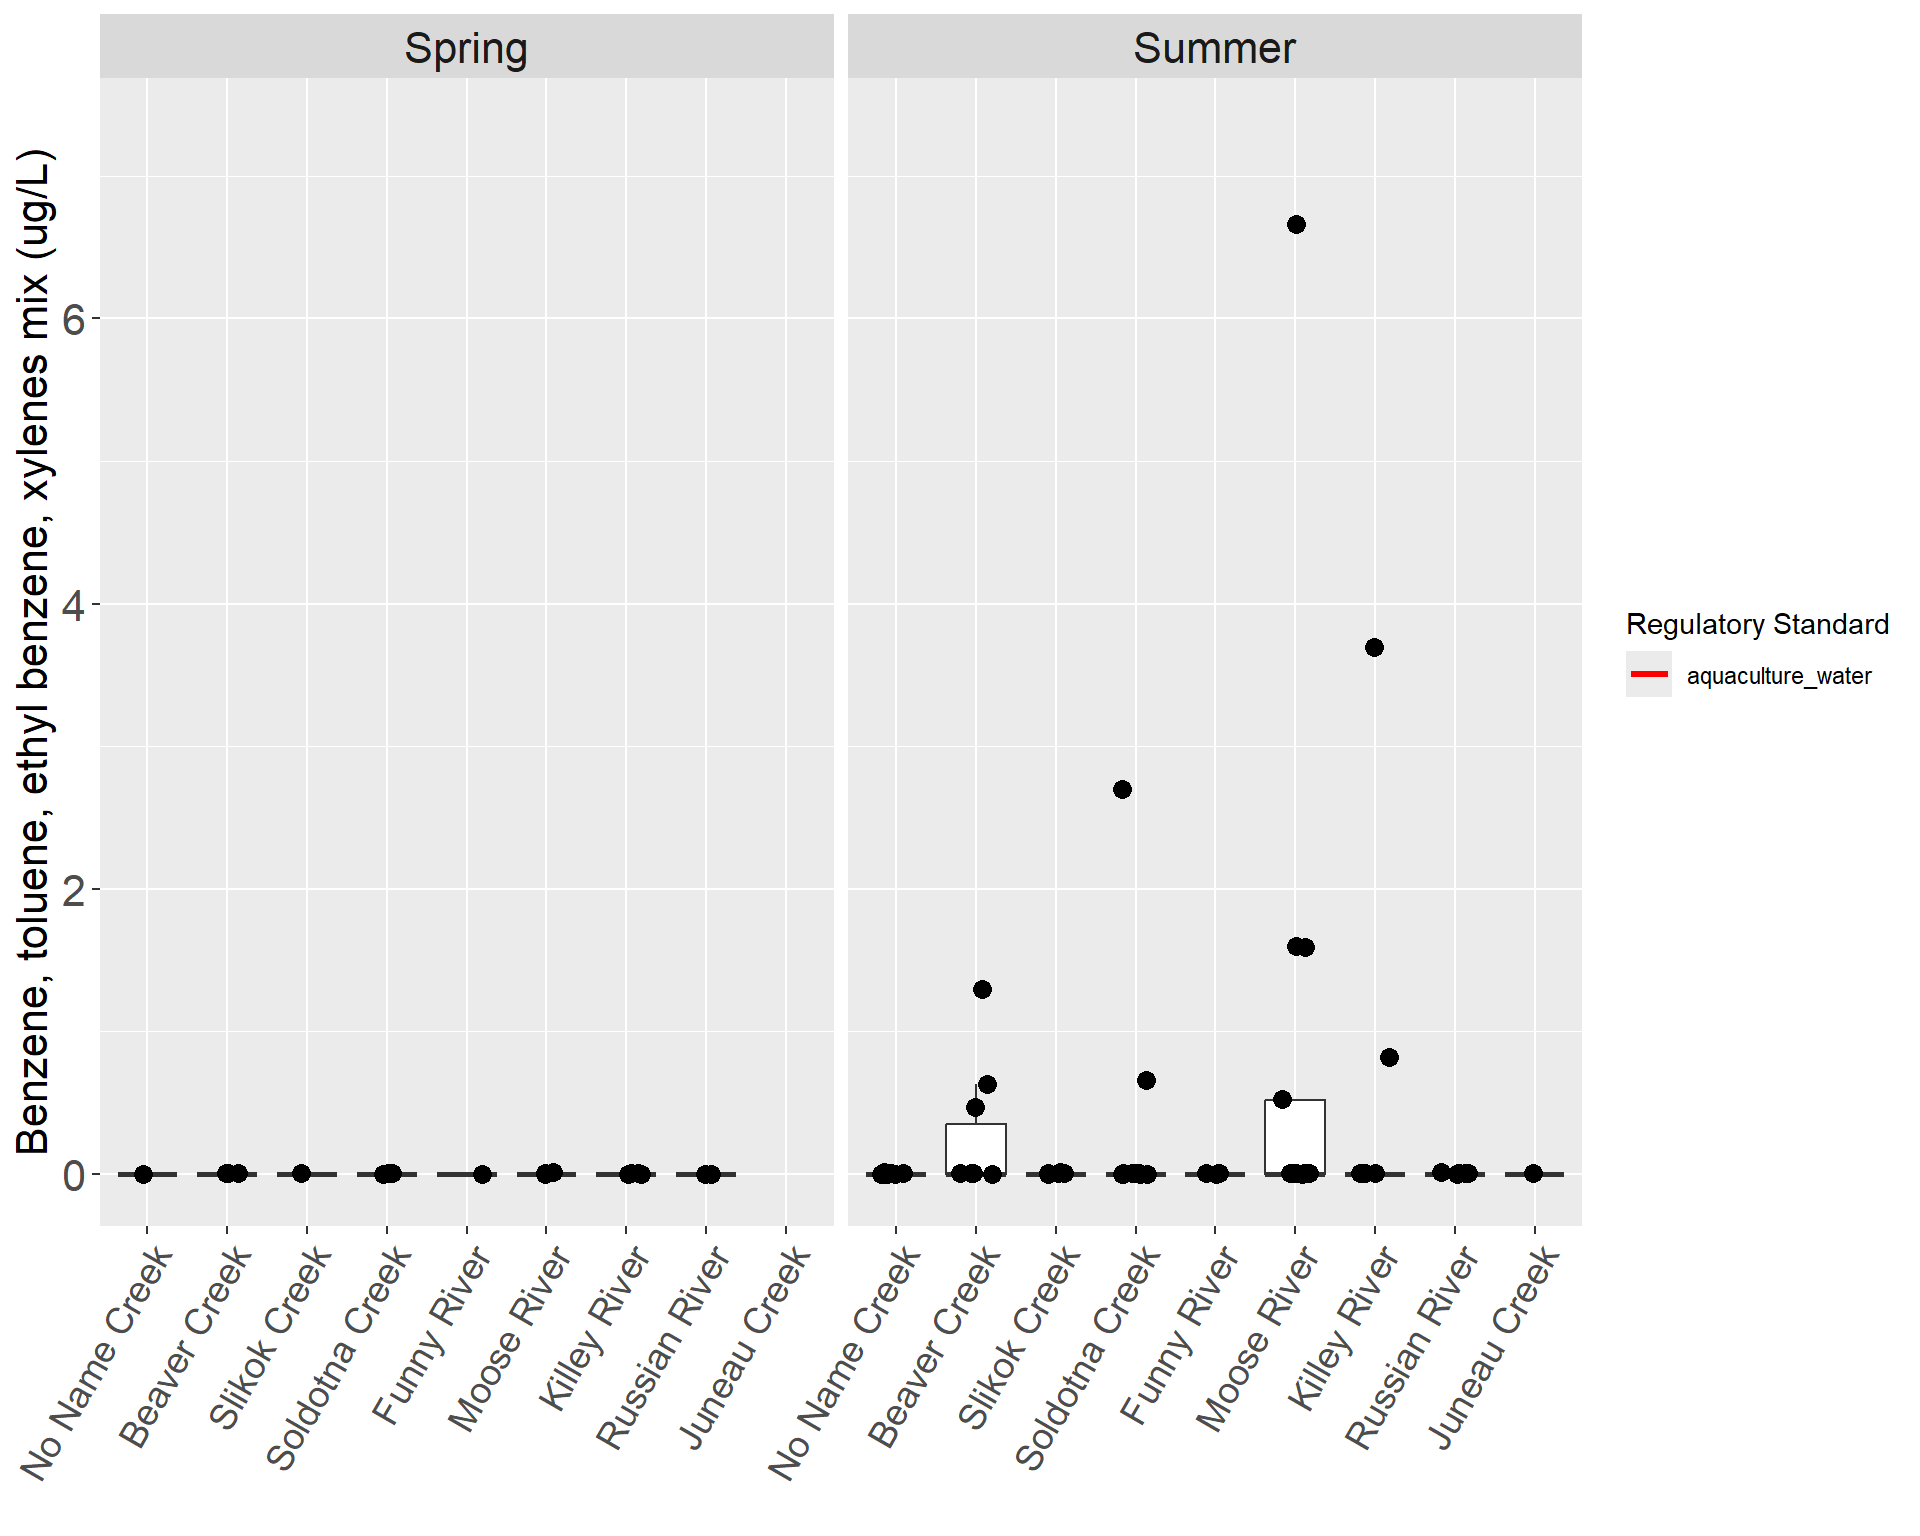 Spring
Summer
Benzene, toluene, ethyl benzene, xylenes mix (ug/L)
6
4
2
0
No Name Creek
Beaver Creek
Slikok Creek
Soldotna Creek
Funny River
Moose River
Killey River
Russian River
Juneau Creek
No Name Creek
Beaver Creek
Slikok Creek
Soldotna Creek
Funny River
Moose River
Killey River
Russian River
Juneau Creek
Regulatory Standard
aquaculture_water